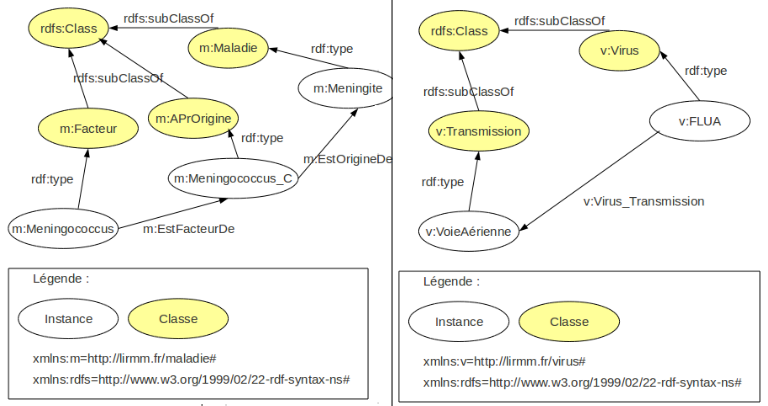 rdfs:subClassOf
rdfs:Class
m:Maladie
rdf:type
rdfs:subClassOf
m:Meningite
m:Facteur
m:APrOrigine
rdf:type
m:EstOrigineDe
rdf:type
m:Meningococcus_C
m:Meningococcus
m:EstFacteurDe
Légende :
Instance
Classe
xmlns:m=http://lirmm.fr/maladie#
xmlns:rdfs=http://www.w3.org/1999/02/22-rdf-syntax-ns#
rdfs:subClassOf
rdfs:Class
v:Virus
rdf:type
rdfs:subClassOf
v:Transmission
v:FLUA
rdf:type
v:Virus_Transmission
v:VoieAérienne
Légende :
Instance
Classe
xmlns:v=http://lirmm.fr/virus#
xmlns:rdfs=http://www.w3.org/1999/02/22-rdf-syntax-ns#